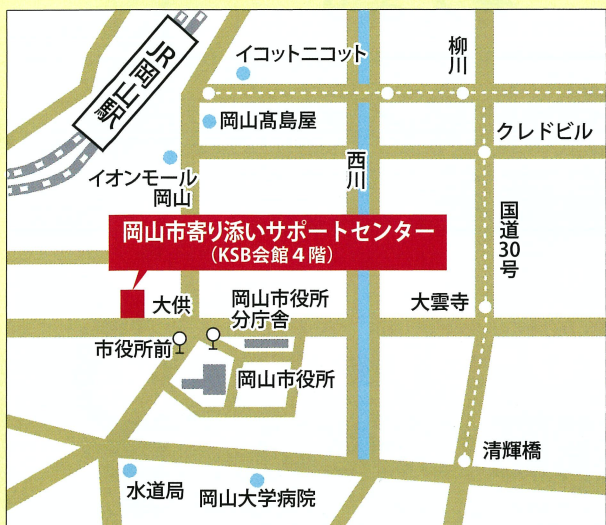 イコットニコット
柳川
JR岡山駅
岡山髙島屋
クレドビル
イオンモール
岡山
西川
国道30号
岡山市寄り添いサポートセンター
(KSB会館4階)
大供
岡山市役所
分庁舎
大雲寺
市役所前
岡山市役所
清輝橋
水道局
岡山大学病院